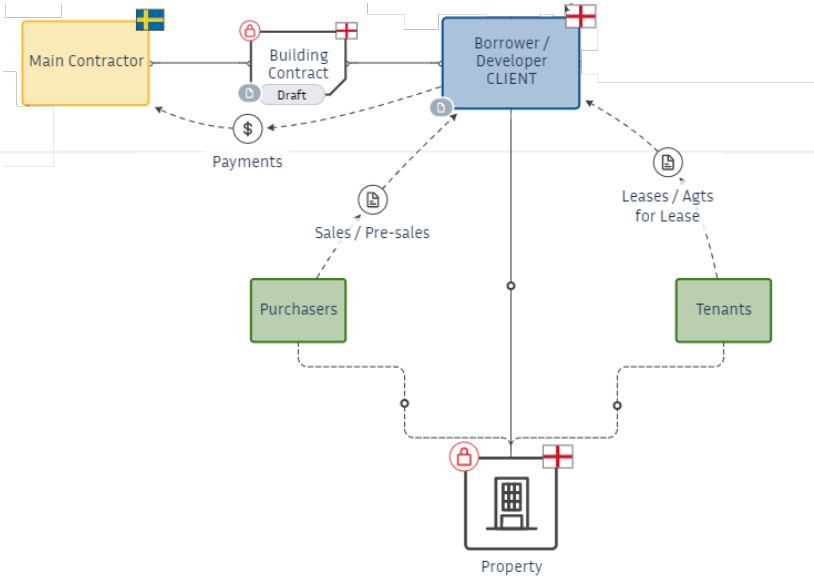 Main Contractor
Building
Contract
Draft
Borrower /
Developer
CLIENT
$
Payments
Sales / Pre-sales
Leases / Agts
for Lease
Purchasers
Tenants
Property